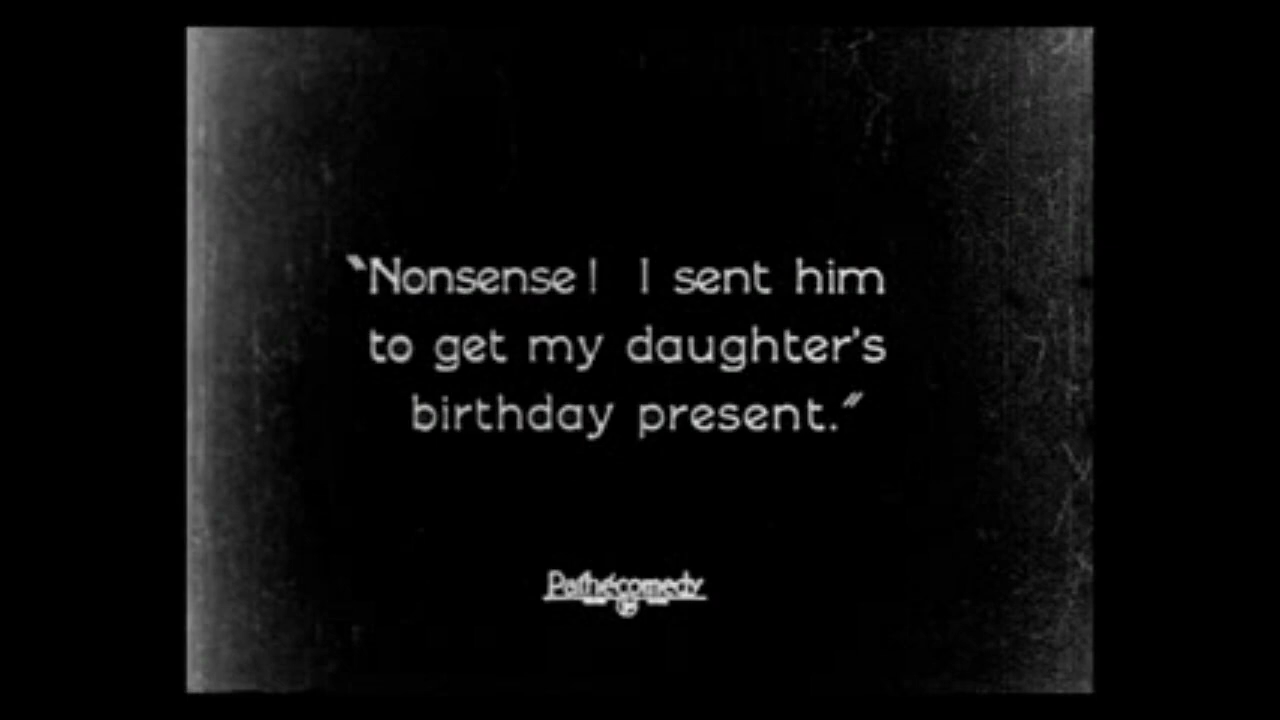 “Nonsense! I sent him
to get my daughter’s
birthday present.”
Pathécomedy